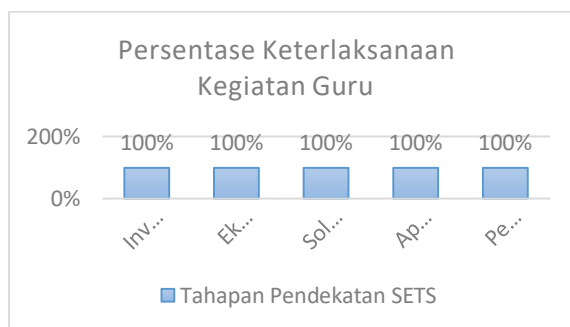 Persentase Keterlaksanaan
Kegiatan Guru
200%
100% 100% 100% 100% 100%
0%
Inv... Ek... Sol... Ap... Pe...
Tahapan Pendekatan SETS